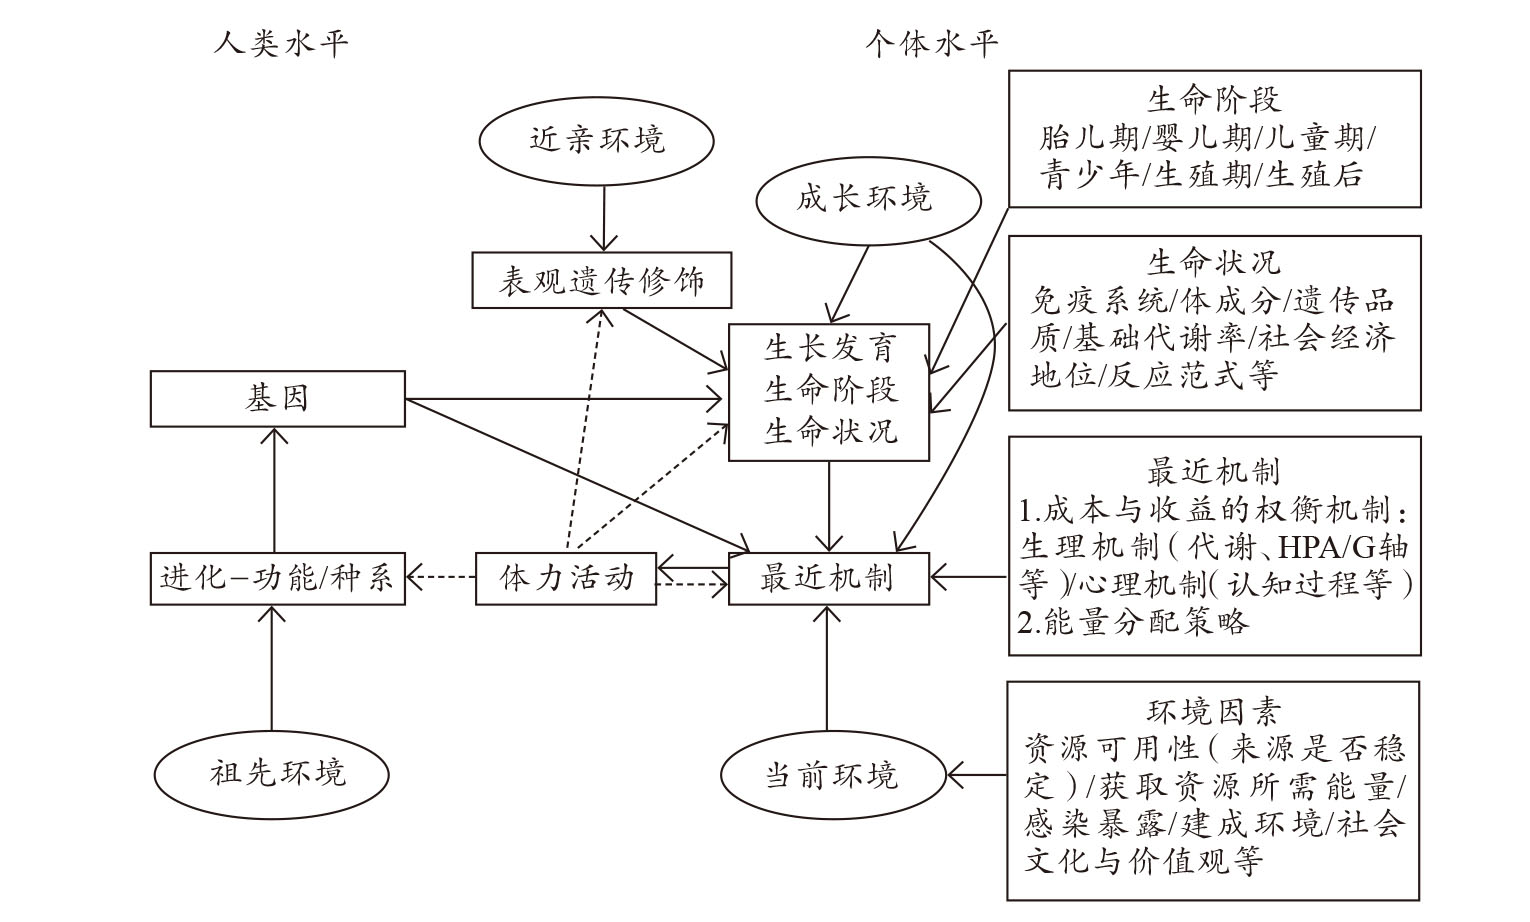 人类水平
个体水平
近亲环境
成长环境
表观遗传修饰
生长发育
生命阶段
生命状况
基因
进化-功能/种系
体力活动
最近机制
祖先环境
当前环境
生命阶段
胎儿期/婴儿期/儿童期/
青少年/生殖期/生殖后
生命状况
免疫系统/体成分/遗传品
质/基础代谢率/社会经济
地位/反应范式等
最近机制
1.成本与收益的权衡机制：
生理机制（代谢、HPA/G轴
等）/心理机制（认知过程等）
2.能量分配策略
环境因素
资源可用性（来源是否稳
定）/获取资源所需能量/
感染暴露/建成环境/社会
文化与价值观等